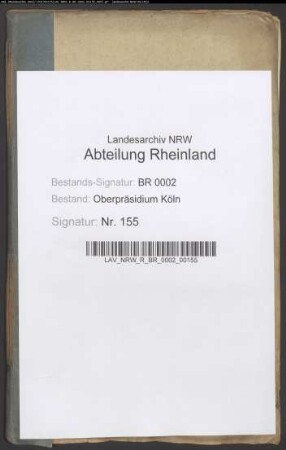 Landesarchiv NRW
Abteilung Rheinland
Bestands-Signatur: BR 0002
Bestand: Oberpräsidium Köln
Signatur: Nr. 155
LAV_NRW_R_BR_0002_00155